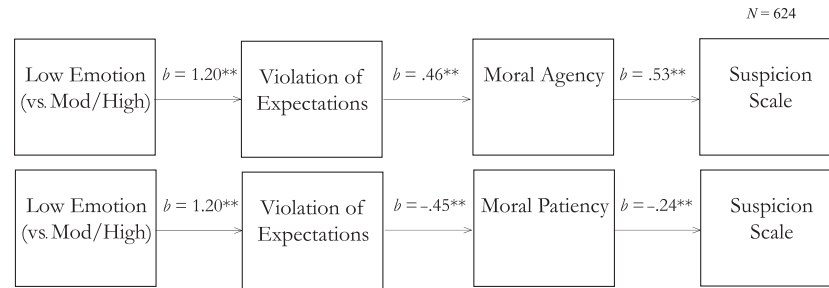 N = 624
Low Emotion
(vs. Mod/High)
b = 1.20**
Violation of
Expectations
b = .46**
Moral Agency
b = .53**
Suspicion
Scale
Low Emotion
(vs. Mod/High)
b = 1.20**
Violation of
Expectations
b = –.45**
Moral Patiency
b = –.24**
Suspicion
Scale